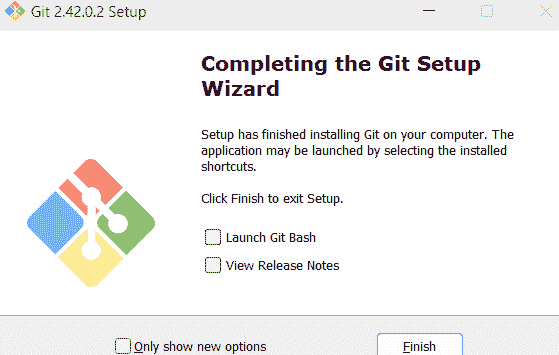 Git 2.42.0.2 Setup
Completing the Git Setup
Wizard
Setup has finished installing Git on your computer. The
application may be launched by selecting the installed
shortcuts.
Click Finish to exit Setup.
Launch Git Bash
View Release Notes
Only show new options
Finish